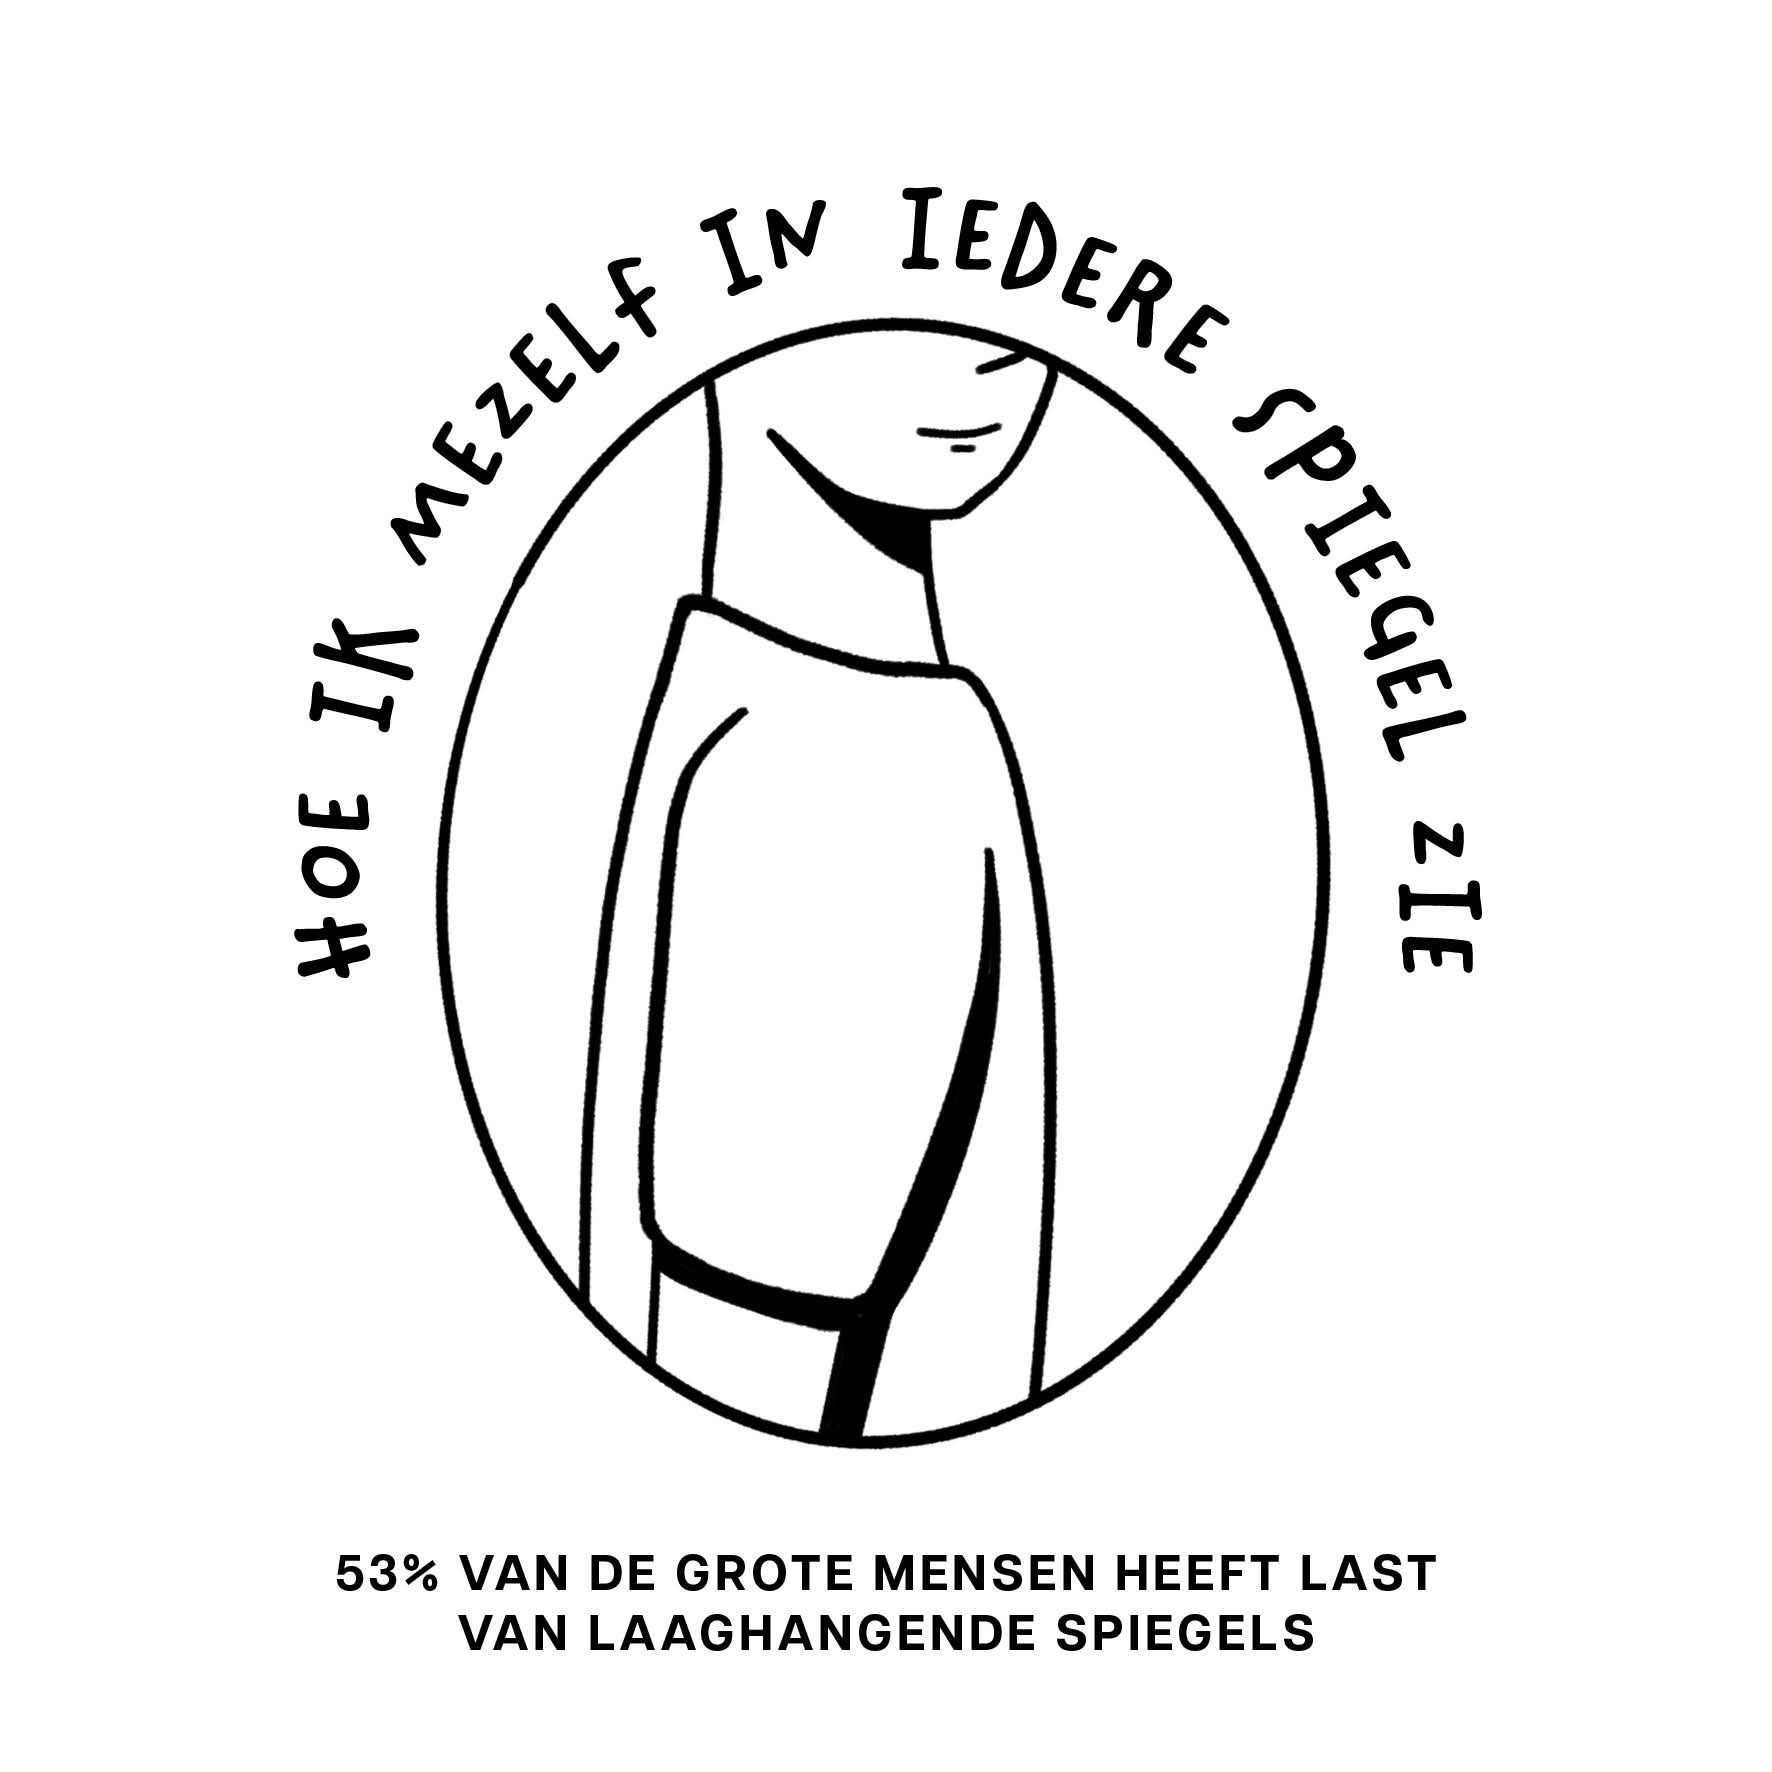 HOE IK MEZELF IN IEDERE SPIEGEL ZIE
53% VAN DE GROTE MENSEN HEEFT LAST
VAN LAAGHANGENDE SPIEGELS